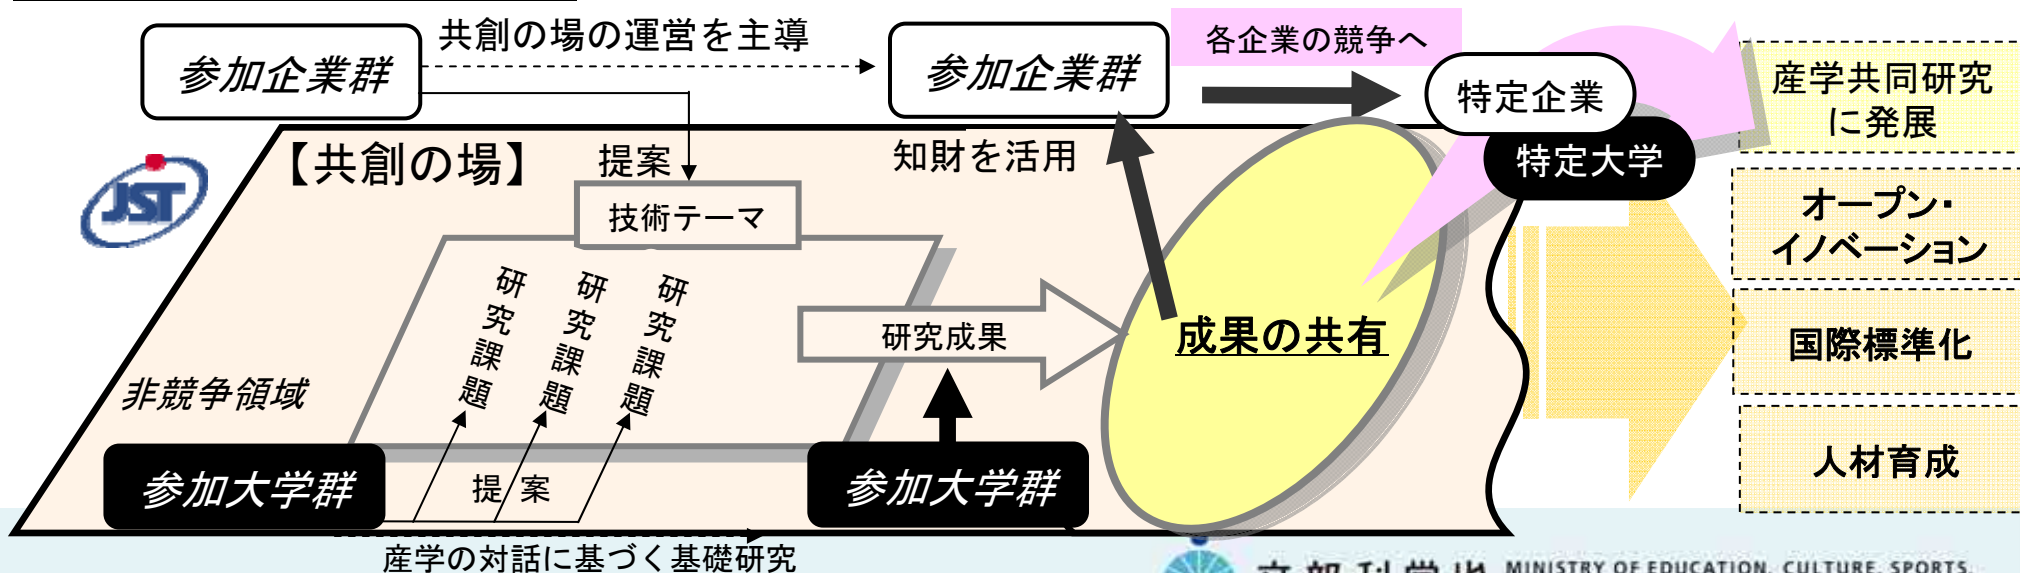 共創の場の運営を主導
参加企業群
参加企業群
各企業の競争へ
特定企業
特定大学
産学共同研究
に発展
【共創の場】
提案
知財を活用
JST
技術テーマ
オープン・
イノベーション
研究課題
研究課題
研究課題
研究成果
成果の共有
国際標準化
非競争領域
人材育成
参加大学群
提案
参加大学群
産学の対話に基づく基礎研究
MINISTRY OF EDUCATION, CULTURE, SPORTS,